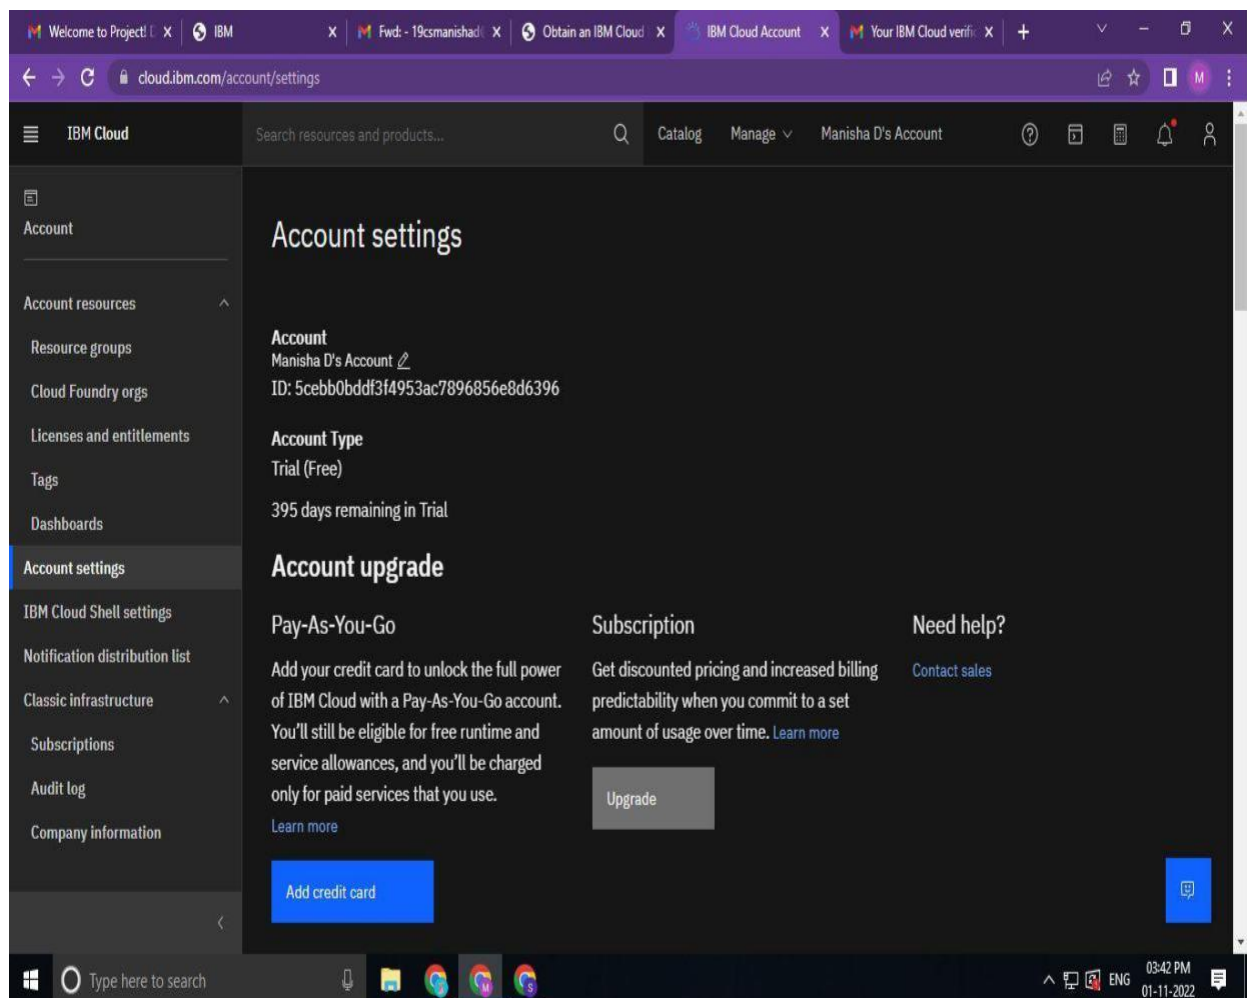 Welcome to Project! D
IBM
Fwd: - 19csmanishad
Obtain an IBM Cloud
IBM Cloud Account
Your IBM Cloud verific
cloud.ibm.com/account/settings
M
IBM Cloud
Search resources and products...
Catalog
Manage
Manisha D's Account
Account
Account resources
Resource groups
Cloud Foundry orgs
Licenses and entitlements
Tags
Dashboards
Account settings
IBM Cloud Shell settings
Notification distribution list
Classic infrastructure
Subscriptions
Audit log
Company information
Account settings
Account
Manisha D's Account
ID: 5cebb0bddf3f4953ac7896856e8d6396
Account Type
Trial (Free)
395 days remaining in Trial
Account upgrade
Pay-As-You-Go
Add your credit card to unlock the full power
of IBM Cloud with a Pay-As-You-Go account.
You'll still be eligible for free runtime and
service allowances, and you'll be charged
only for paid services that you use.
Learn more
Add credit card
Subscription
Get discounted pricing and increased billing
predictability when you commit to a set
amount of usage over time. Learn more
Upgrade
Need help?
Contact sales
Type here to search
ENG
03:42 PM
01-11-2022